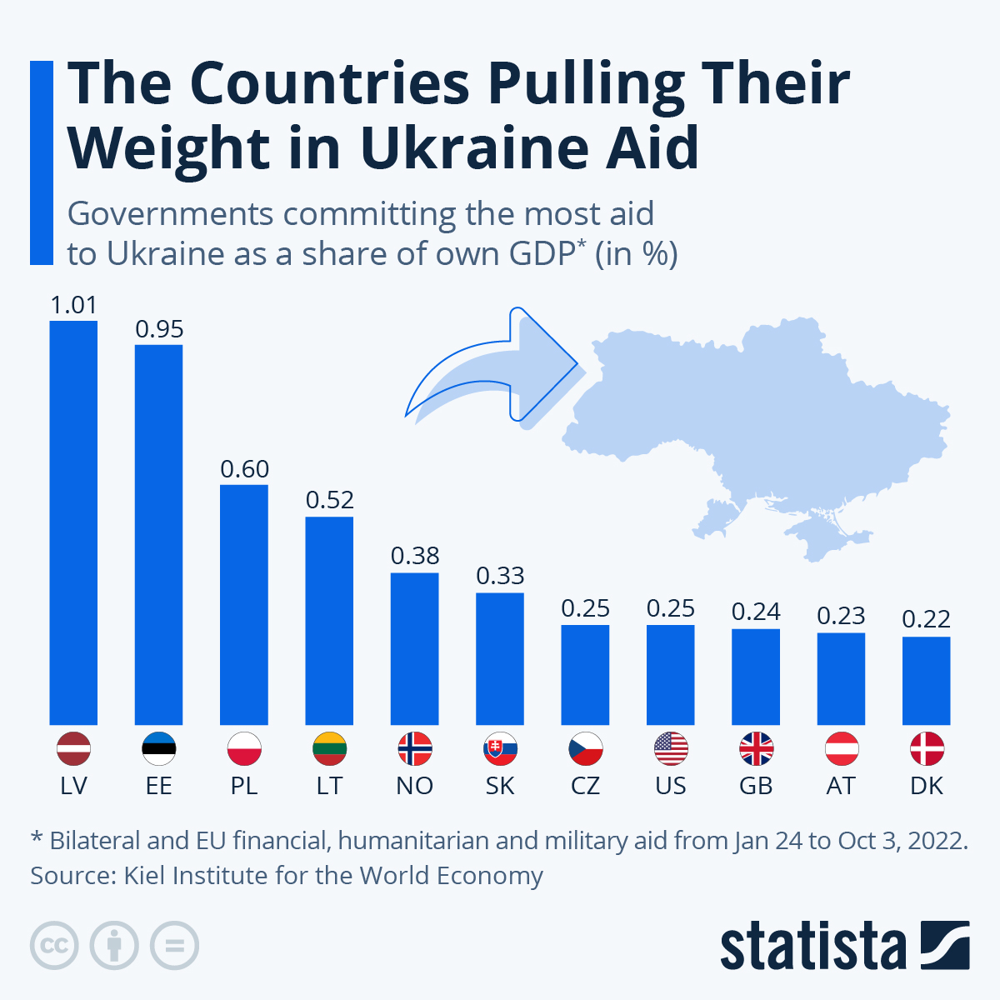 The Countries Pulling Their
Weight in Ukraine Aid
Governments committing the most aid
to Ukraine as a share of own GDP* (in %)
1.01
0.95
0.60
0.52
0.38
0.33
0.25
0.25
0.24
0.23
0.22
LV
EE
PL
LT
NO
SK
CZ
US
GB
AT
DK
* Bilateral and EU financial, humanitarian and military aid from Jan 24 to Oct 3, 2022.
Source: Kiel Institute for the World Economy
cc
=
statista